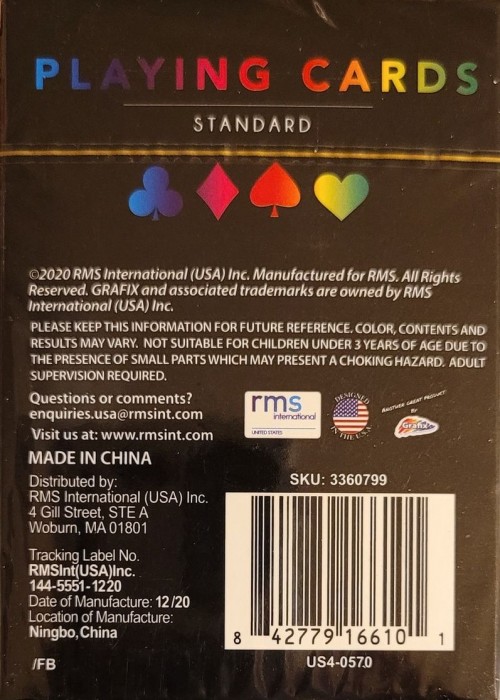 PLAYING CARDS
STANDARD
©2020 RMS International (USA) Inc. Manufactured for RMS. All Rights
Reserved. GRAFIX and associated trademarks are owned by RMS
International (USA) Inc.
PLEASE KEEP THIS INFORMATION FOR FUTURE REFERENCE. COLOR, CONTENTS AND
RESULTS MAY VARY. NOT SUITABLE FOR CHILDREN UNDER 3 YEARS OF AGE DUE TO
THE PRESENCE OF SMALL PARTS WHICH MAY PRESENT A CHOKING HAZARD. ADULT
SUPERVISION REQUIRED.
Questions or comments?
enquiries.usa@rmsint.com
Visit us at: www.rmsint.com
rms
international
UNITED STATES
DESIGNED
IN THE U.S.A
ANOTHER GREAT PRODUCT
BY
Grafix
MADE IN CHINA
Distributed by:
RMS International (USA) Inc.
4 Gill Street, STE A
Woburn, MA 01801
Tracking Label No.
RMSInt(USA)Inc.
144-5551-1220
Date of Manufacture: 12/20
Location of Manufacture:
Ningbo,China
/FB
SKU: 3360799
8 42779 16610 1
US4-0570